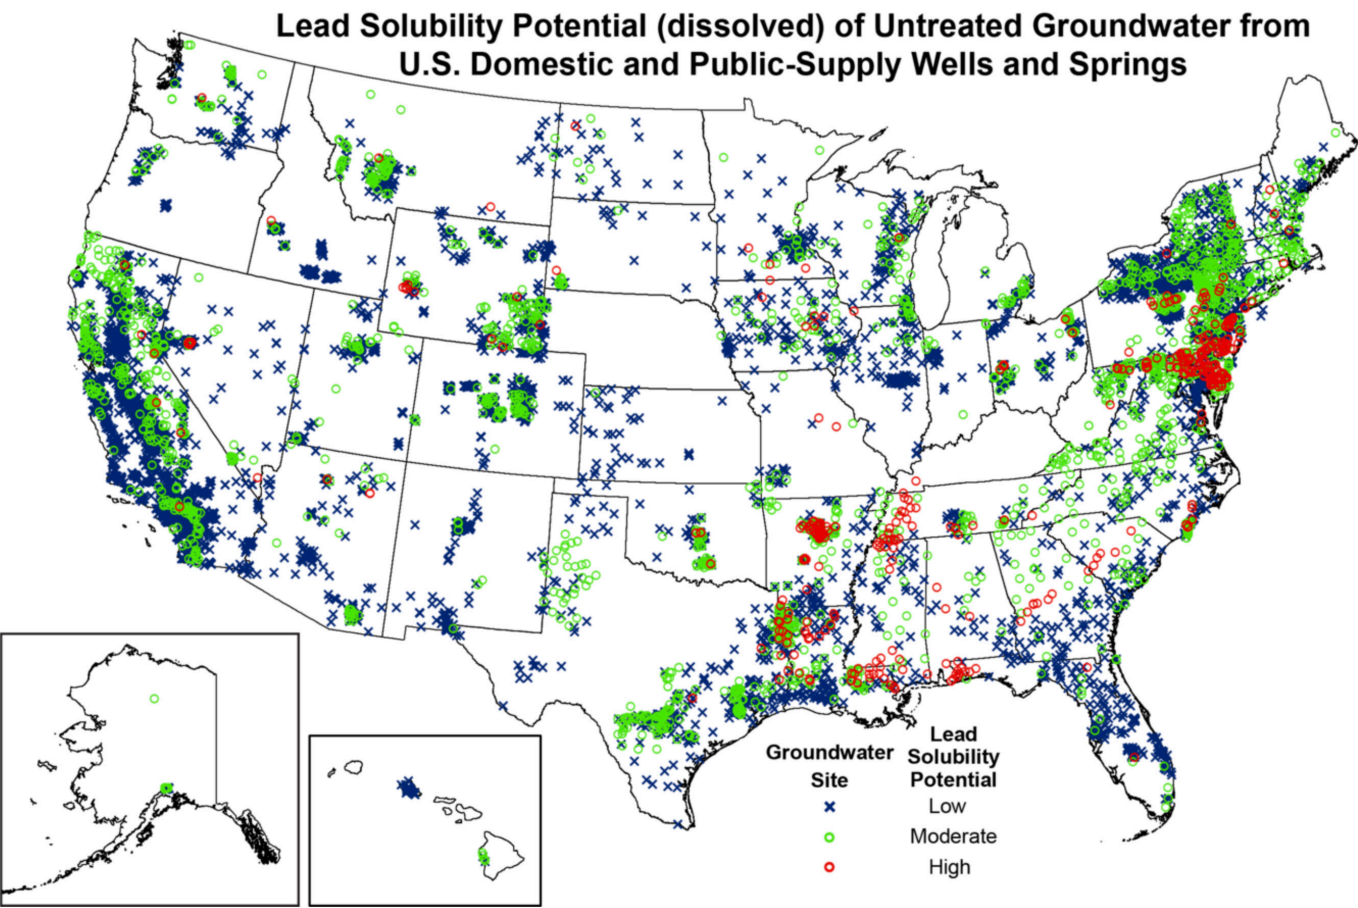 Lead Solubility Potential (dissolved) of Untreated Groundwater from
U.S. Domestic and Public-Supply Wells and Springs
Groundwater
Site
Lead
Solubility
Potential
Low
Moderate
High